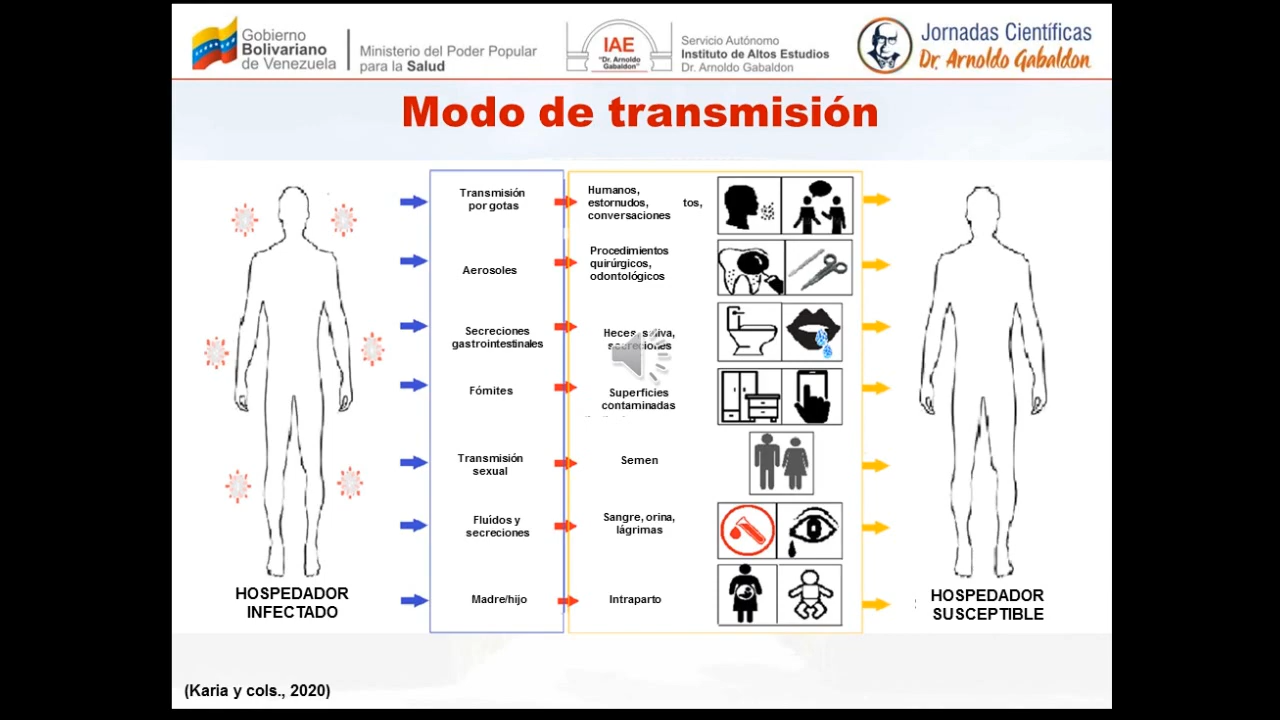 Gobierno
Bolivariano
de Venezuela
Ministerio del Poder Popular
para la Salud
IAE
"Dr. Arnoldo
Gabaldon"
Servicio Autónomo
Instituto de Altos Estudios
Dr. Arnoldo Gabaldon
Jornadas Científicas
Dr. Arnoldo Gabaldon
Modo de transmisión
Transmisión
por gotas
Humanos,
estornudos, tos,
conversaciones
Aerosoles
Procedimientos
quirúrgicos,
odontológicos
Secreciones
gastrointestinales
Heces, saliva,
secreciones
Fómites
Superficies
contaminadas
Transmisión
sexual
Semen
Fluídos y
secreciones
Sangre, orina,
lágrimas
Madre/hijo
Intraparto
HOSPEDADOR
INFECTADO
HOSPEDADOR
SUSCEPTIBLE
(Karia y cols., 2020)